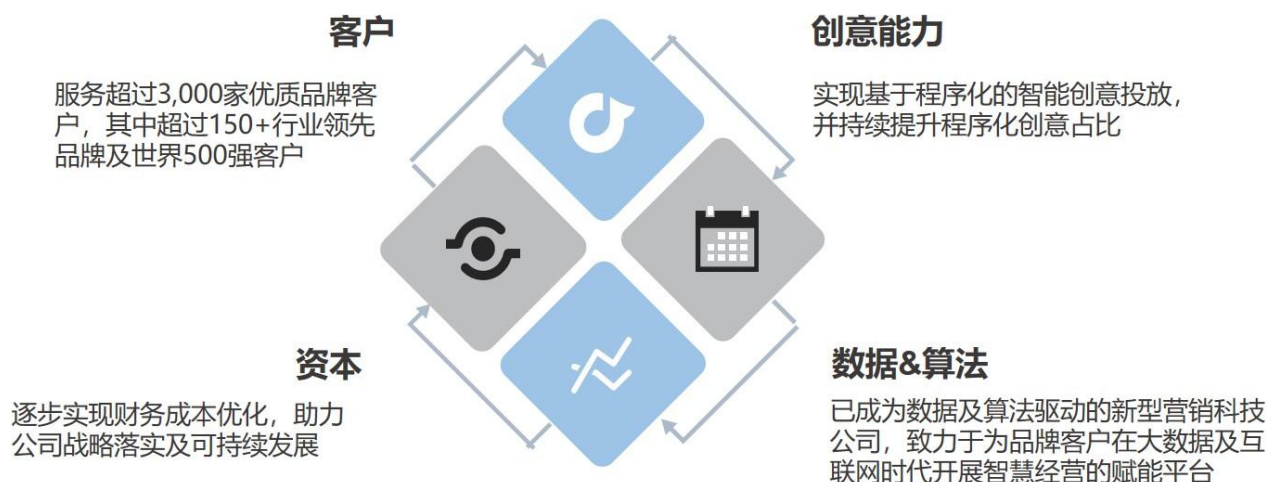 客户
服务超过3,000家优质品牌客
户，其中超过150+行业领先
品牌及世界500强客户
创意能力
实现基于程序化的智能创意投放，
并持续提升程序化创意占比
资本
逐步实现财务成本优化，助力
公司战略落实及可持续发展
数据&算法
已成为数据及算法驱动的新型营销科技
公司，致力于为品牌客户在大数据及互
联网时代开展智慧经营的赋能平台